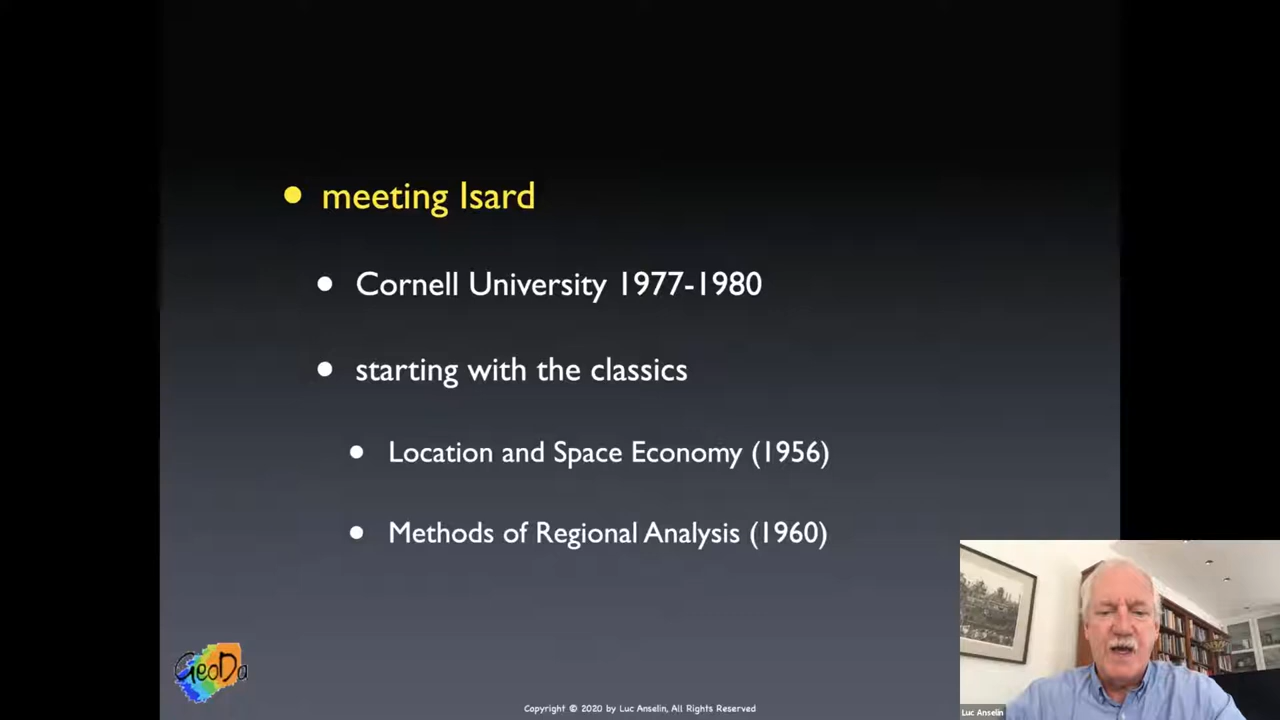 meeting Isard
Cornell University 1977-1980
starting with the classics
Location and Space Economy (1956)
Methods of Regional Analysis (1960)
GeoDa
Copyright © 2020 by Luc Anselin, All Rights Reserved
Luc Anselin